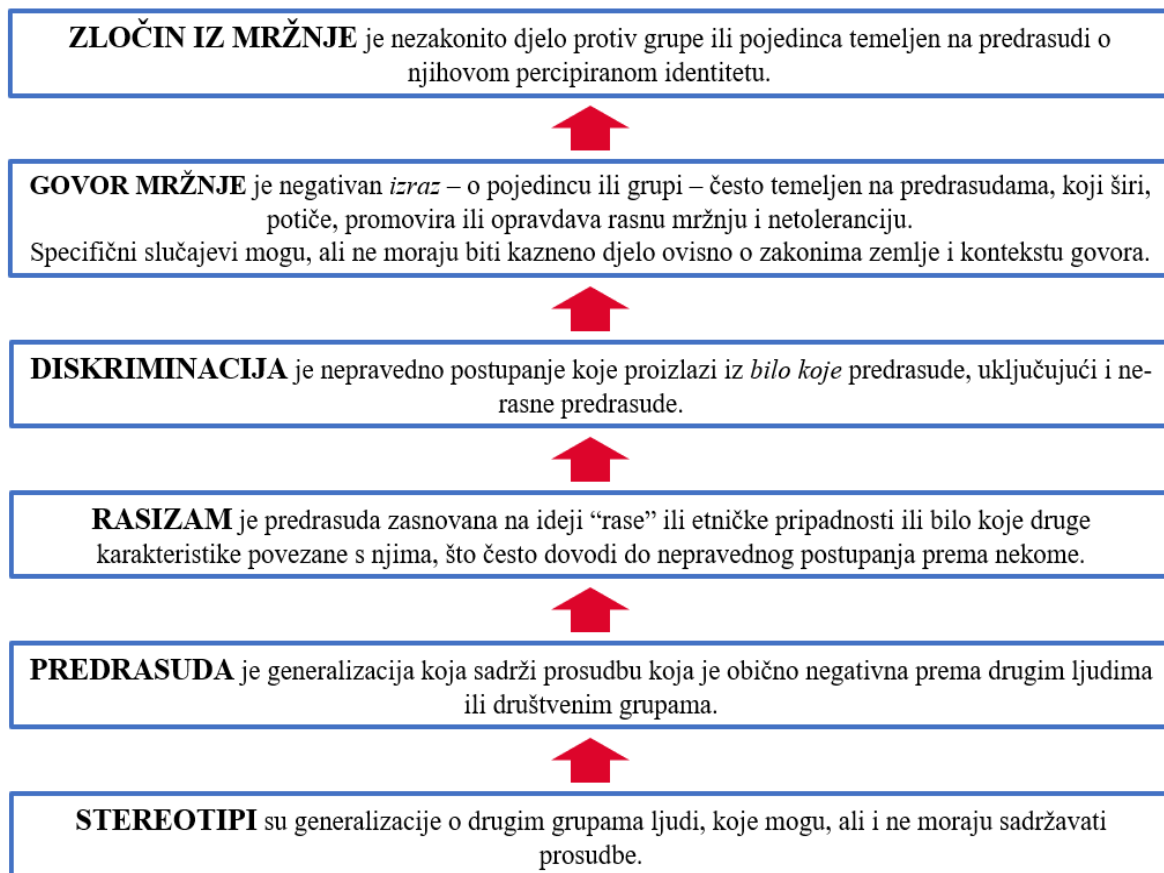 ZLOČIN IZ MRŽNJE je nezakonito djelo protiv grupe ili pojedinca temeljen na predrasudi o
njihovom percipiranom identitetu.
GOVOR MRŽNJE je negativan izraz – o pojedincu ili grupi – često temeljen na predrasudama, koji širi,
potiče, promovira ili opravdava rasnu mržnju i netoleranciju.
Specifični slučajevi mogu, ali ne moraju biti kazneno djelo ovisno o zakonima zemlje i kontekstu govora.
DISKRIMINACIJA je nepravedno postupanje koje proizlazi iz bilo koje predrasude, uključujući i ne-
rasne predrasude.
RASIZAM je predrasuda zasnovana na ideji “rase” ili etničke pripadnosti ili bilo koje druge
karakteristike povezane s njima, što često dovodi do nepravednog postupanja prema nekome.
PREDRASUDA je generalizacija koja sadrži prosudbu koja je obično negativna prema drugim ljudima
ili društvenim grupama.
STEREOTIPI su generalizacije o drugim grupama ljudi, koje mogu, ali i ne moraju sadržavati
prosudbe.